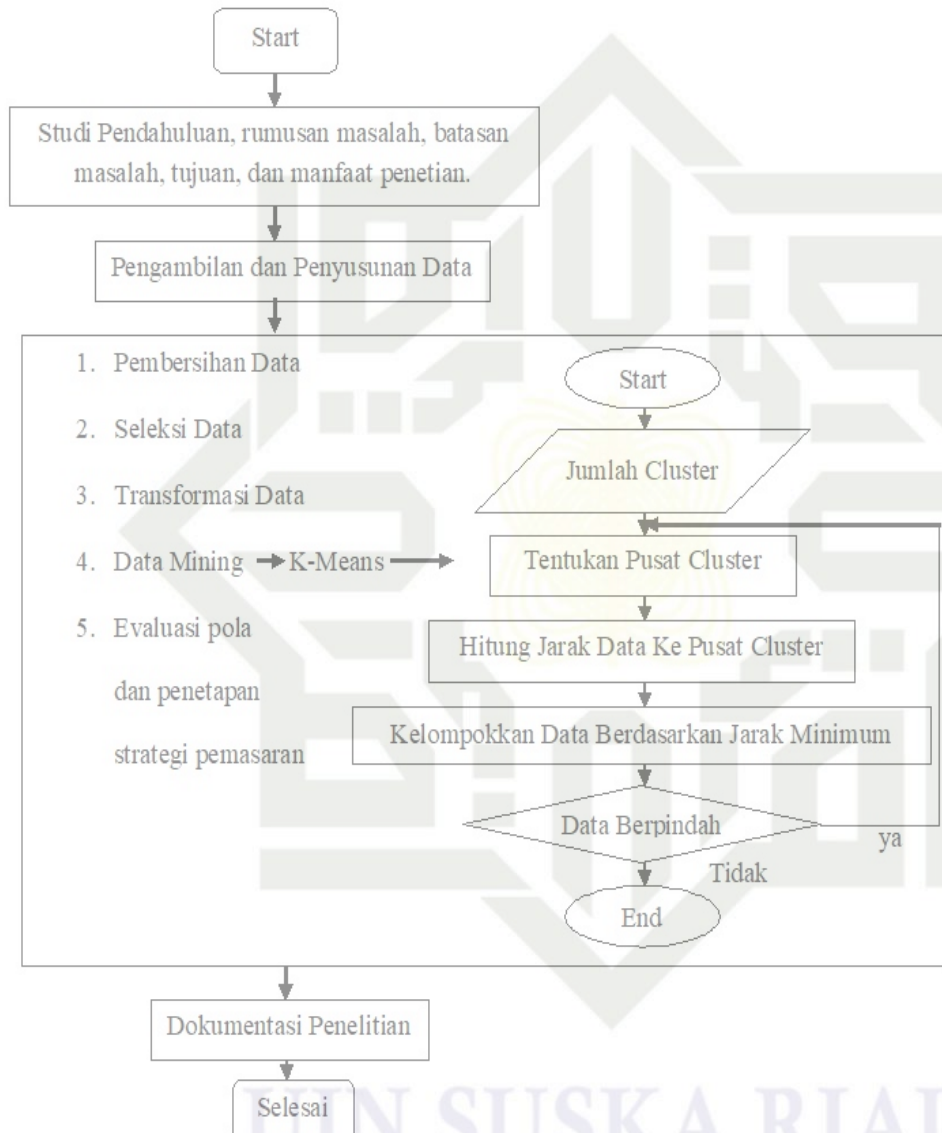 Start
Studi Pendahuluan, rumusan masalah, batasan
masalah, tujuan, dan manfaat penetian.
Pengambilan dan Penyusunan Data
1. Pembersihan Data
2. Seleksi Data
3. Transformasi Data
4. Data Mining
K-Means
5. Evaluasi pola
dan penetapan
strategi pemasaran
Start
Jumlah Cluster
Tentukan Pusat Cluster
Hitung Jarak Data Ke Pusat Cluster
Kelompokkan Data Berdasarkan Jarak Minimum
Data Berpindah
ya
Tidak
End
Dokumentasi Penelitian
Selesai
UIN SUSKA RIAU